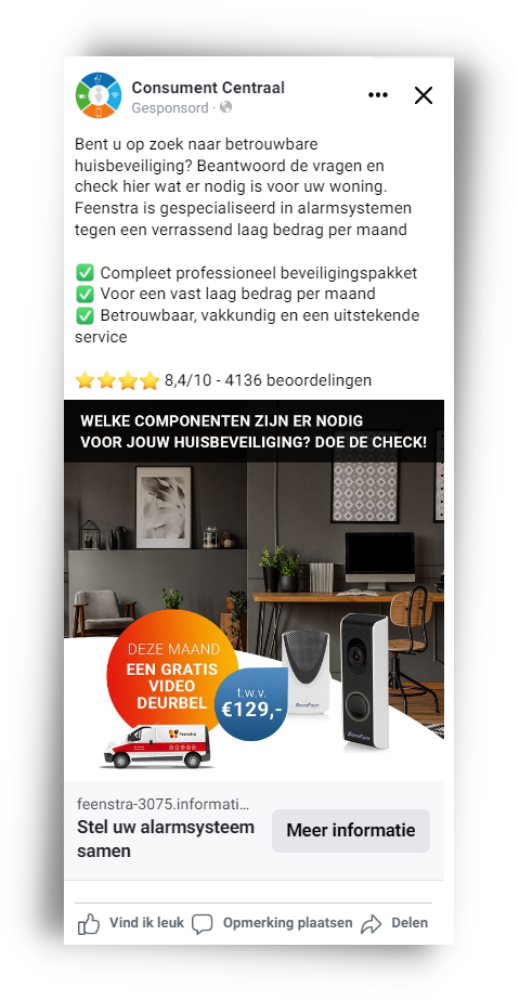 Consument Centraal
Gesponsord ·
Bent u op zoek naar betrouwbare
huisbeveiliging? Beantwoord de vragen en
check hier wat er nodig is voor uw woning.
Feenstra is gespecialiseerd in alarmsystemen
tegen een verrassend laag bedrag per maand
✅ Compleet professioneel beveiligingspakket
✅ Voor een vast laag bedrag per maand
✅ Betrouwbaar, vakkundig en een uitstekende
service
⭐⭐⭐⭐ 8,4/10 - 4136 beoordelingen
WELKE COMPONENTEN ZIJN ER NODIG
VOOR JOUW HUISBEVEILIGING? DOE DE CHECK!
DEZE MAAND
EEN GRATIS
VIDEO
DEURBEL
t.w.v.
€129,-
Feenstra
feenstra-3075.informati...
Stel uw alarmsysteem
samen
Meer informatie
Vind ik leuk
Opmerking plaatsen
Delen